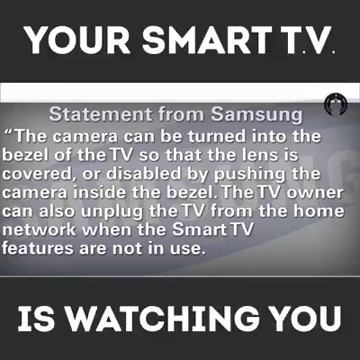 YOUR SMART T.V.
Statement from Samsung
“The camera can be turned into the
bezel of the TV so that the lens is
covered, or disabled by pushing the
camera inside the bezel. The TV owner
can also unplug the TV from the home
network when the Smart TV
features are not in use.
IS WATCHING YOU